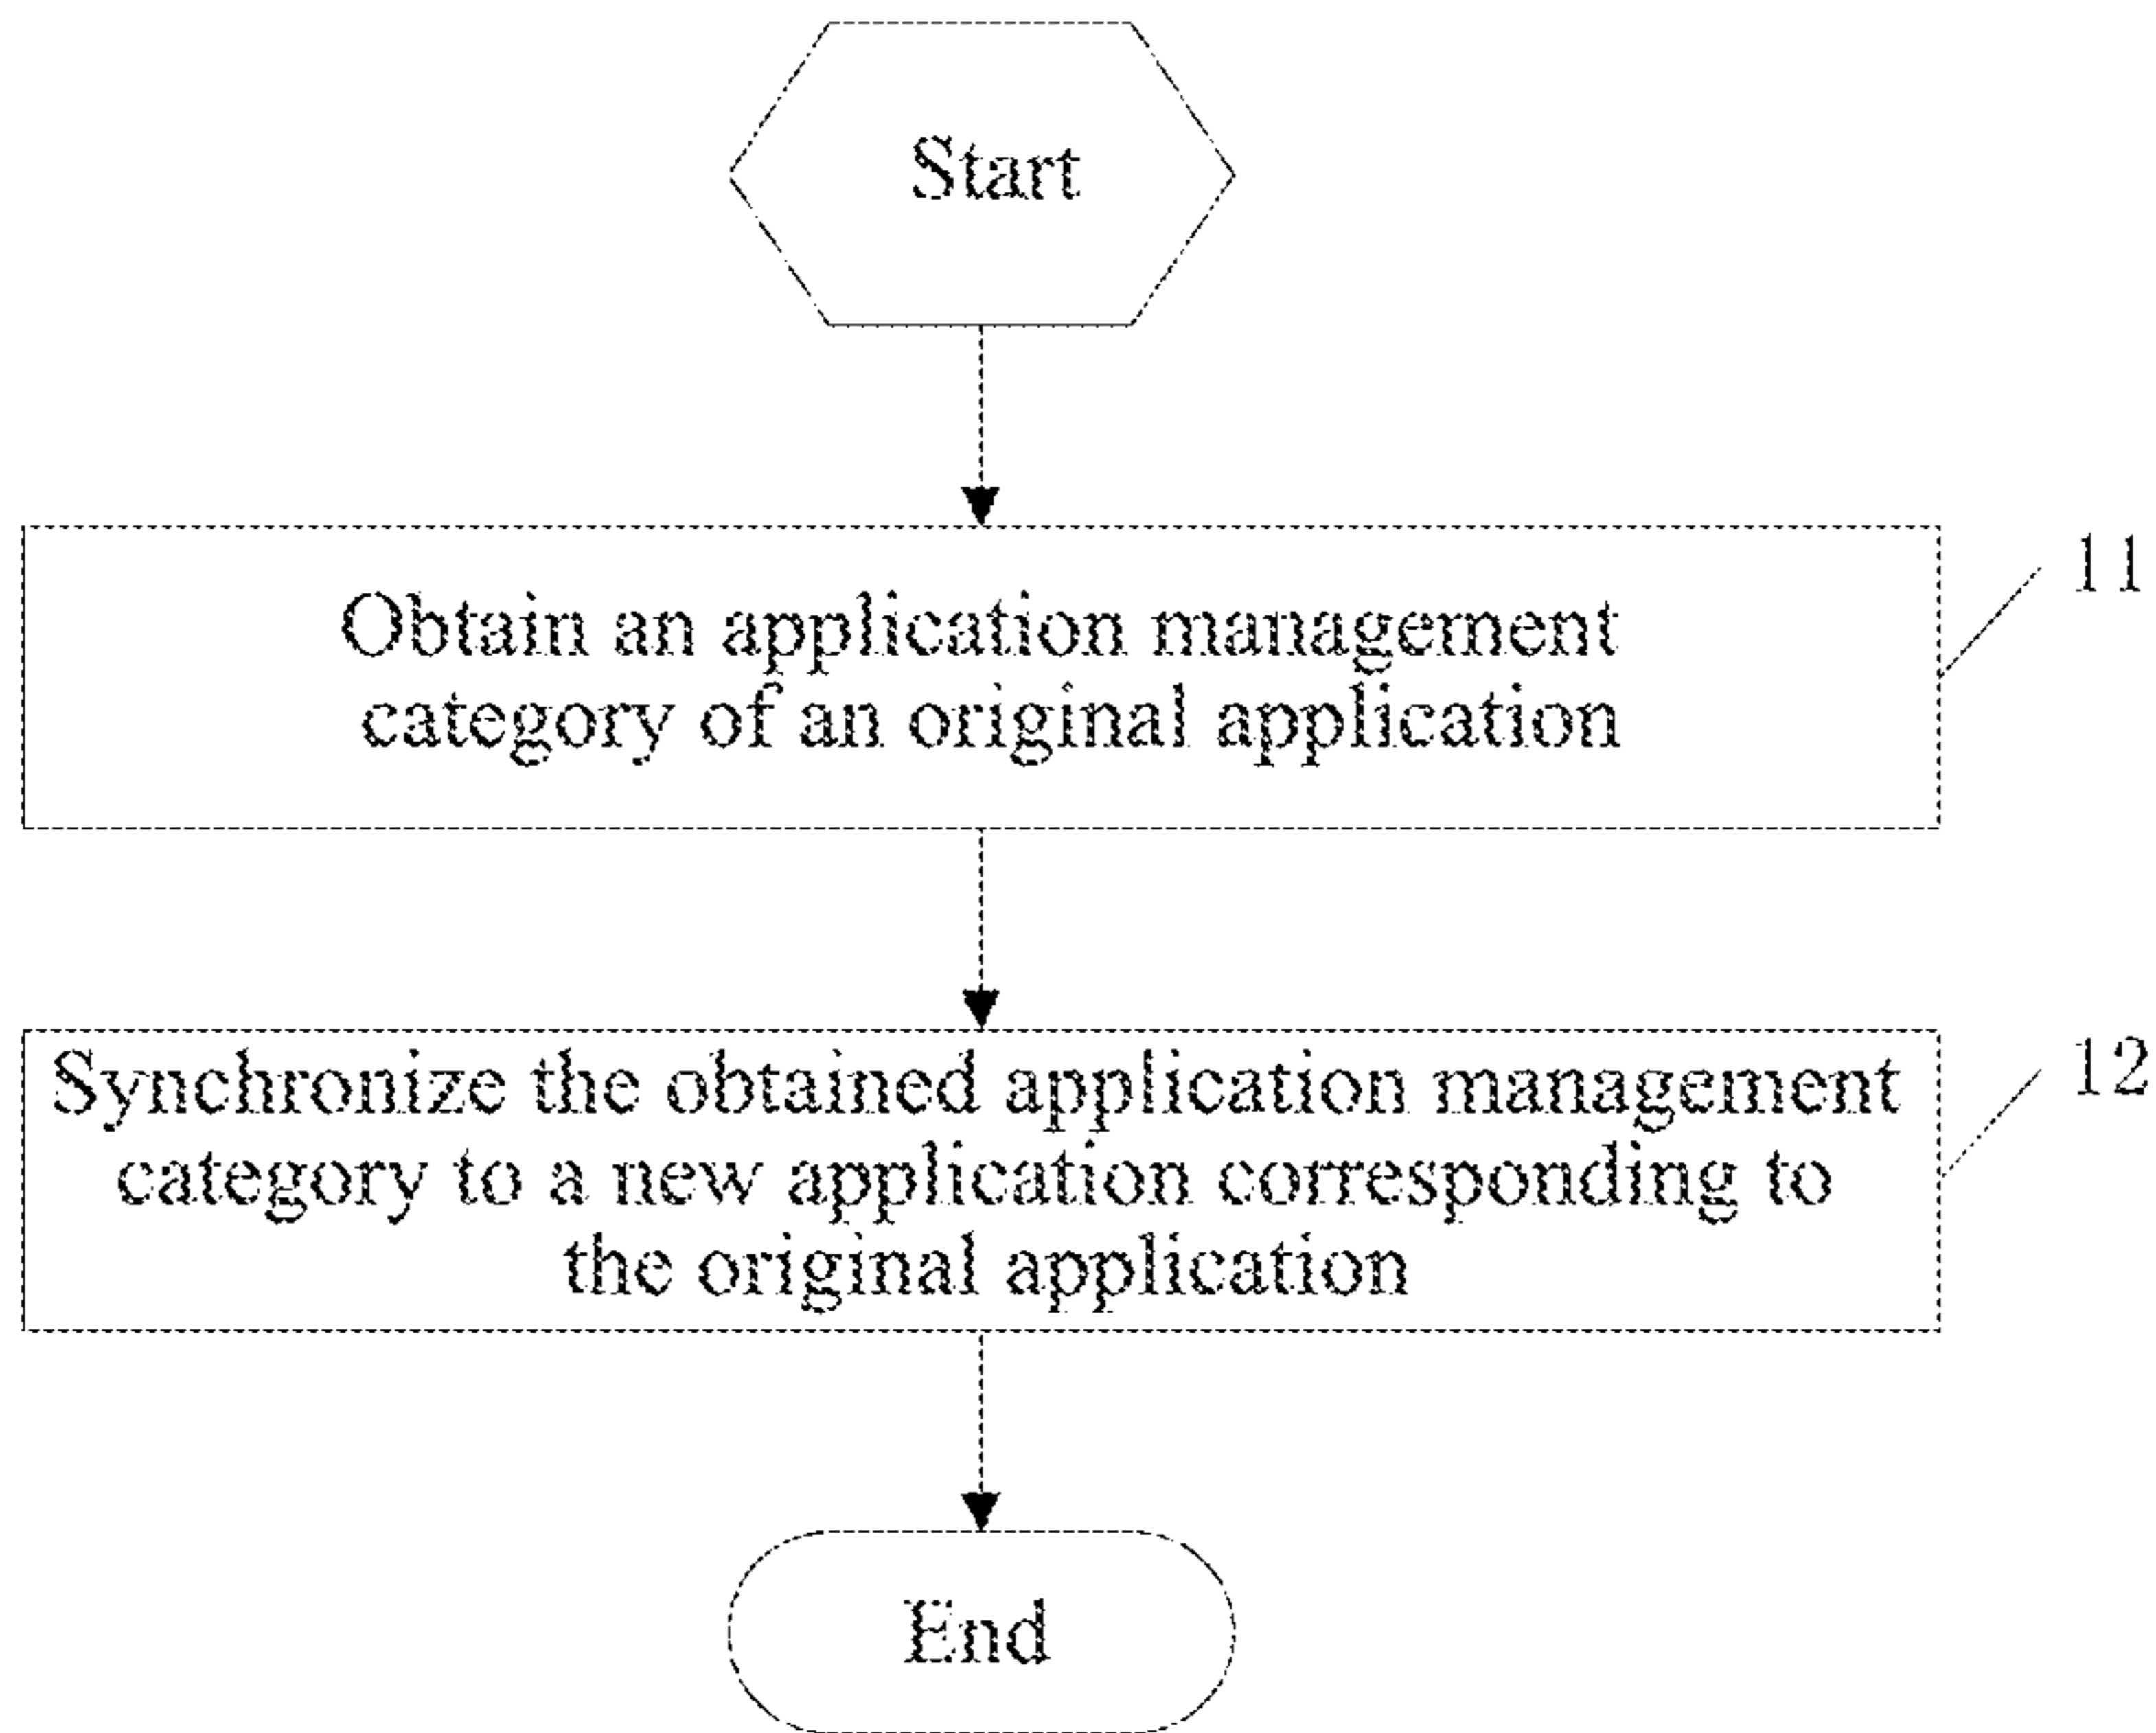 Start
11
Obtain an application management
category of an original application
12
Synchronize the obtained application management
category to a new application corresponding to
the original application
End